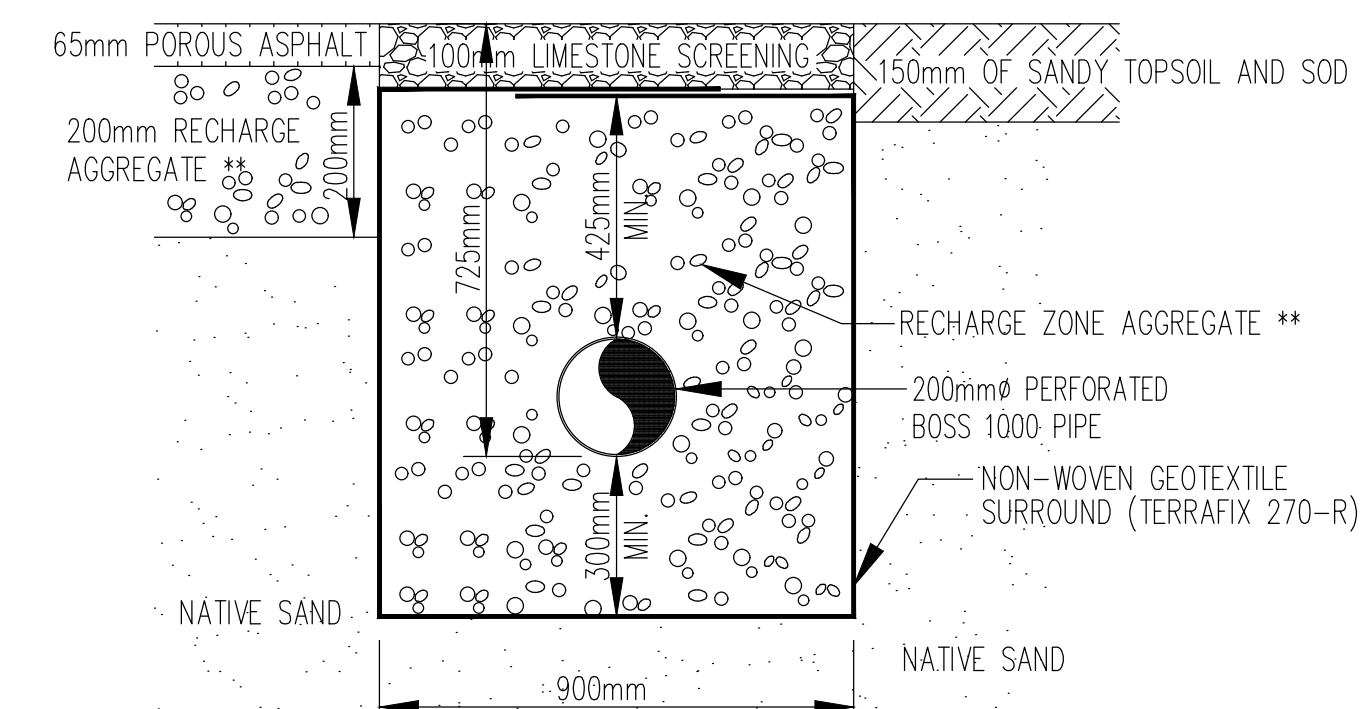 65mm POROUS ASPHALT
100mm LIMESTONE SCREENING
150mm OF SANDY TOPSOIL AND SOD
200mm RECHARGE
AGGREGATE **
200mm
725mm
425mm
MIN.
RECHARGE ZONE AGGREGATE **
200mmø PERFORATED
BOSS 1000 PIPE
NON-WOVEN GEOTEXTILE
SURROUND (TERRAFIX 270-R)
300mm
MIN.
NATIVE SAND
NATIVE SAND
900mm